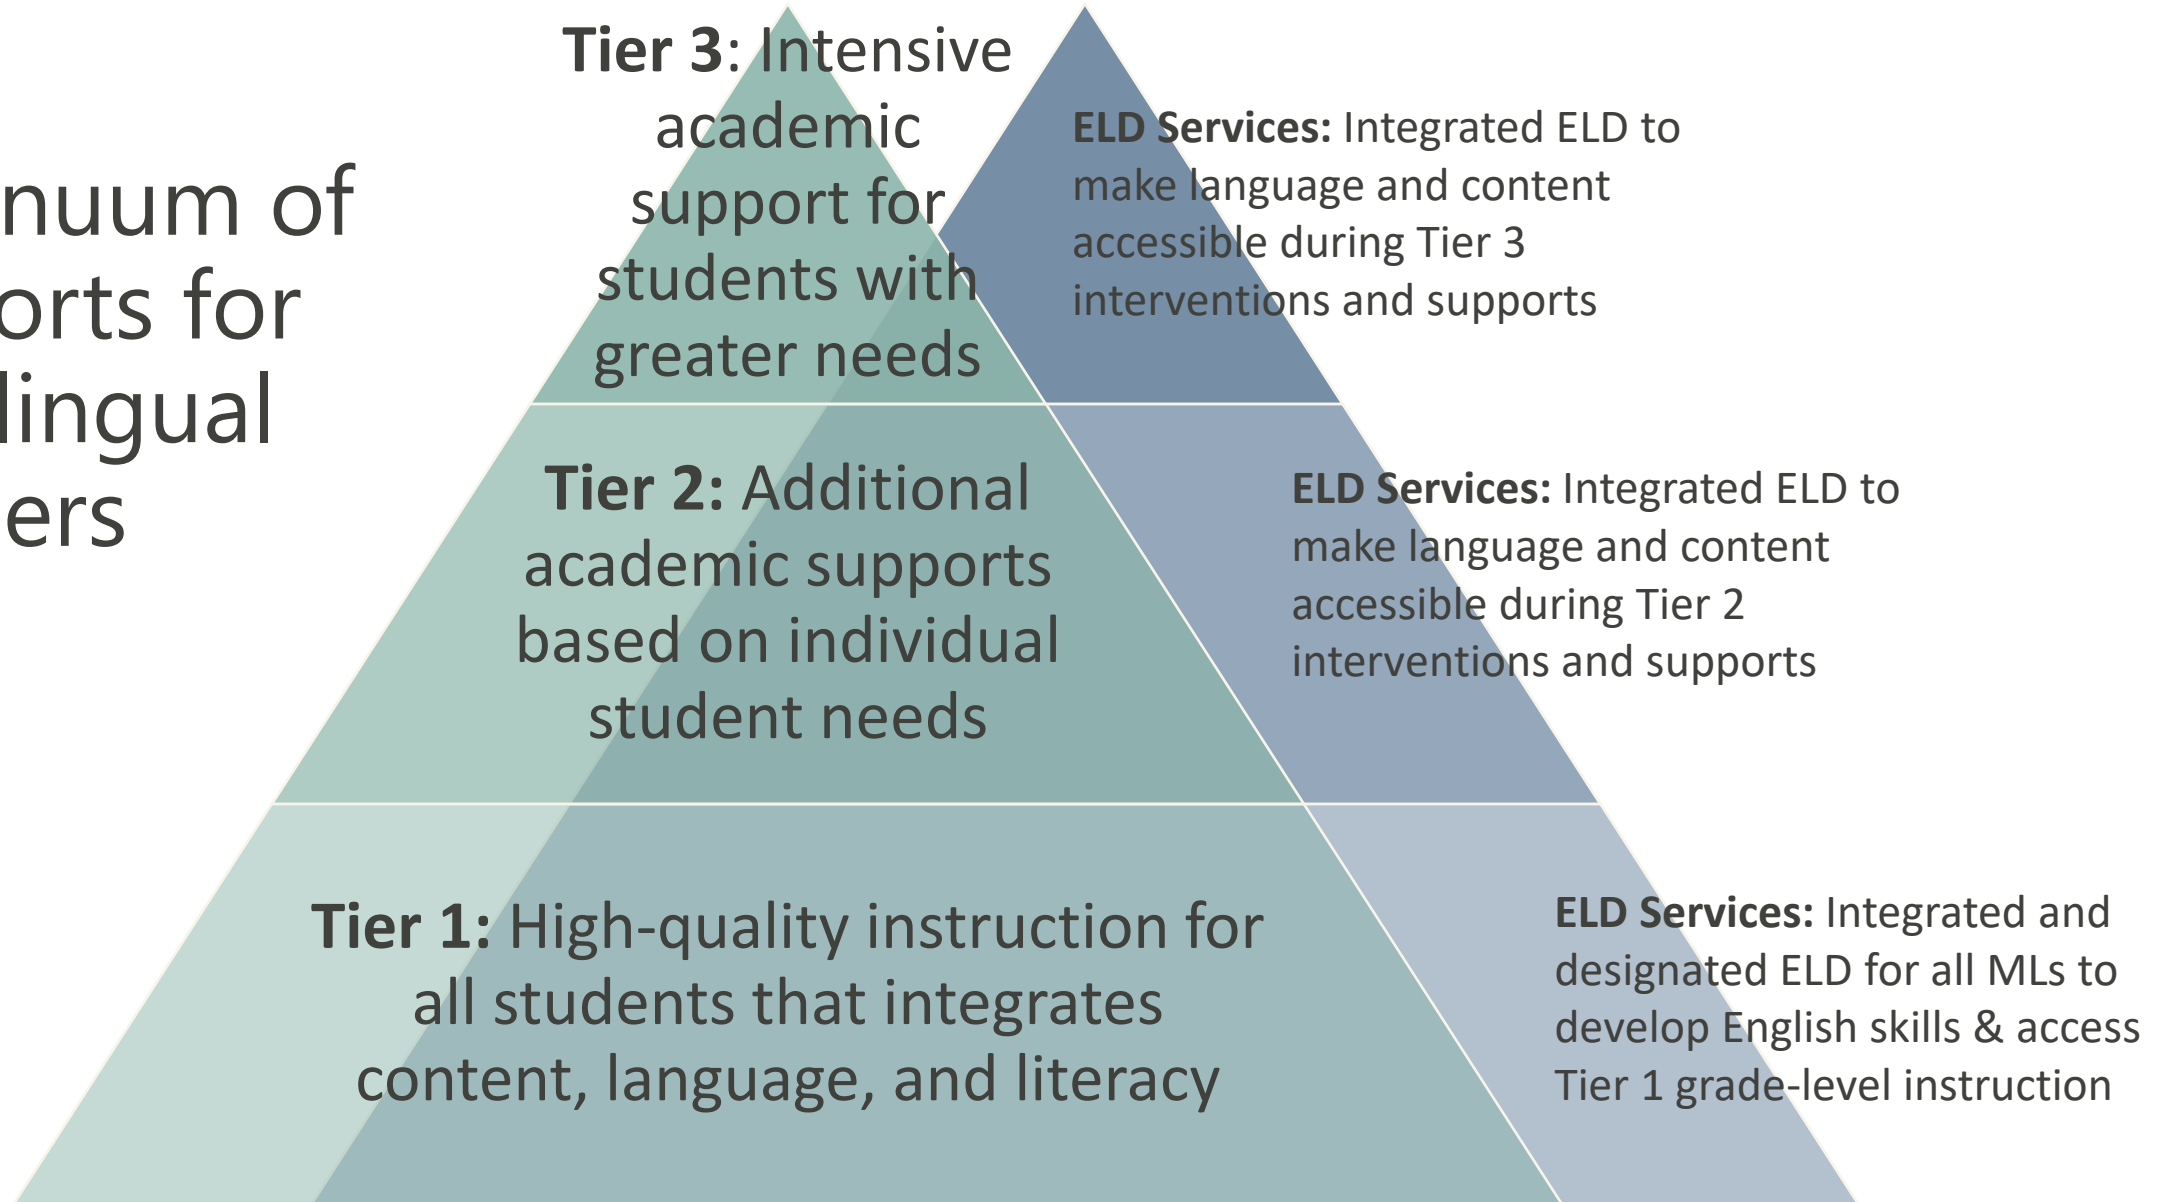 nuum of
orts for
lingual
ers
Tier 3: Intensive
academic
support for
students with
greater needs
ELD Services: Integrated ELD to
make language and content
accessible during Tier 3
interventions and supports
Tier 2: Additional
academic supports
based on individual
student needs
ELD Services: Integrated ELD to
make language and content
accessible during Tier 2
interventions and supports
Tier 1: High-quality instruction for
all students that integrates
content, language, and literacy
ELD Services: Integrated and
designated ELD for all MLs to
develop English skills & access
Tier 1 grade-level instruction